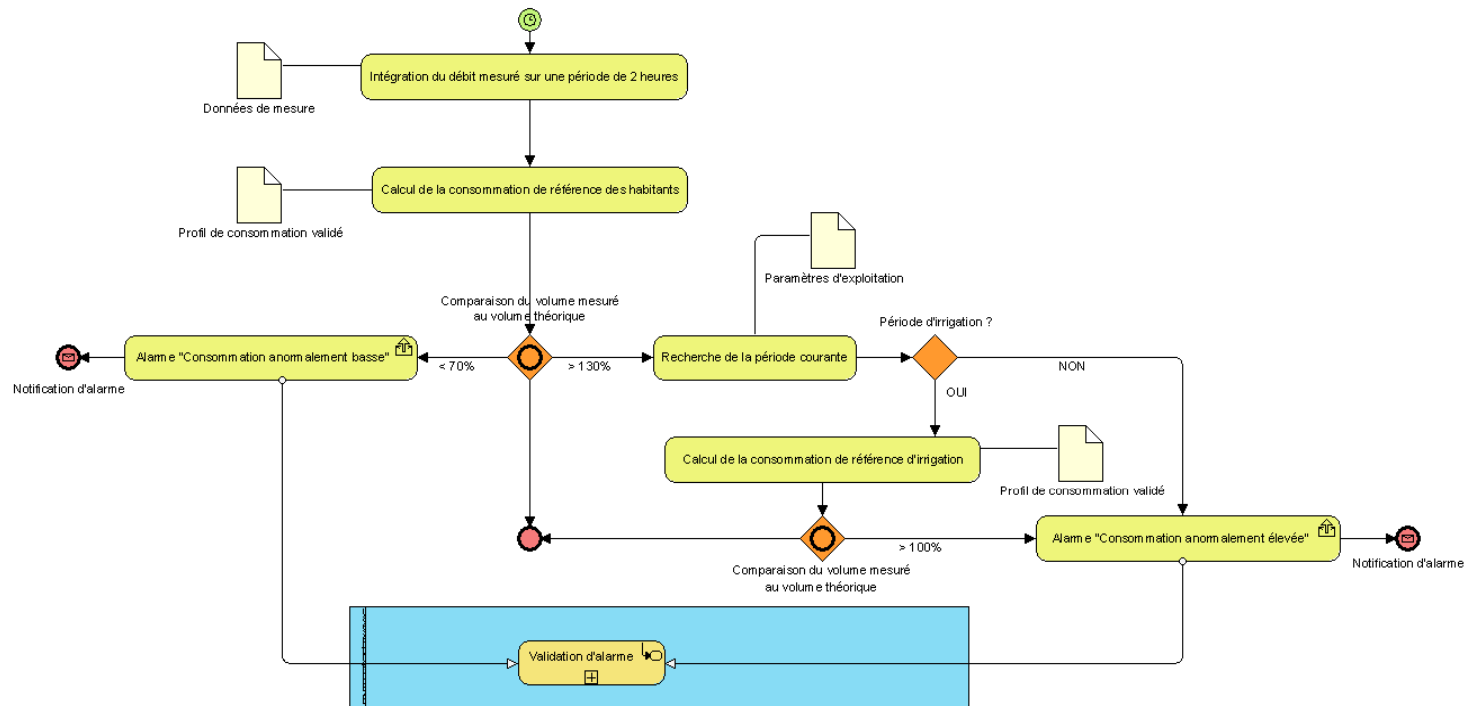 Intégration du débit mesuré sur une période de 2 heures
Données de mesure
Calcul de la consommation de référence des habitants
Profil de consommation validé
Paramètres d'exploitation
Comparaison du volume mesuré
au volume théorique
Période d'irrigation ?
Alarme "Consommation anormalement basse"
< 70%
> 130%
Recherche de la période courante
NON
Notification d'alarme
OUI
Calcul de la consommation de référence d'irrigation
Profil de consommation validé
Alarme "Consommation anormalement élevée"
> 100%
Notification d'alarme
Comparaison du volume mesuré
au volume théorique
Validation d'alarme